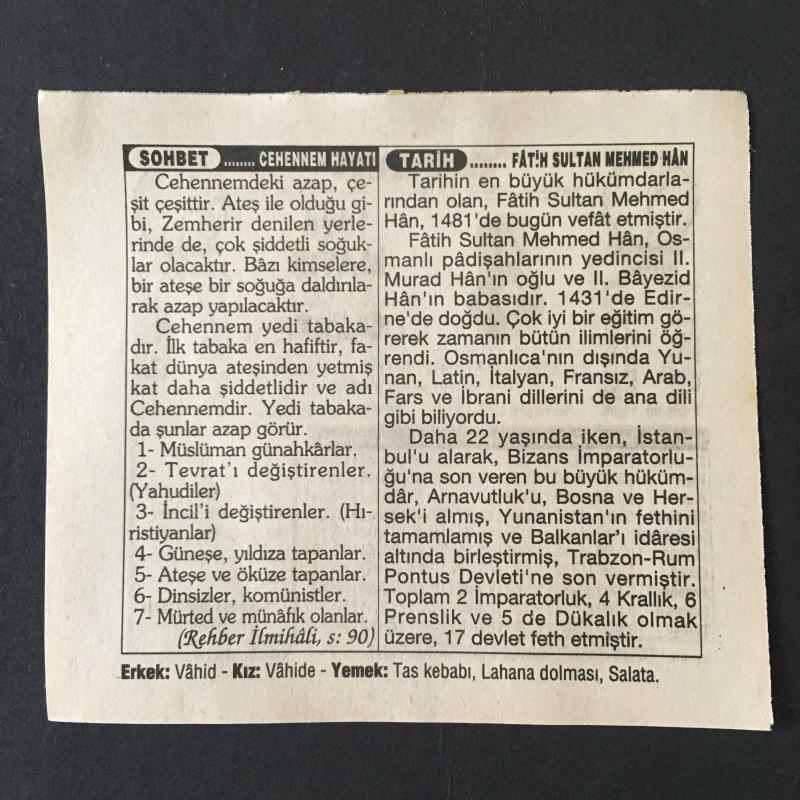 SOHBET ........ CEHENNEM HAYATI
Cehennemdeki azap, çe-
şit çeşittir. Ateş ile olduğu gi-
bi, Zemherir denilen yerle-
rinde de, çok şiddetli soğuk-
lar olacaktır. Bâzı kimselere,
bir ateşe bir soğuğa daldırıla-
rak azap yapılacaktır.
Cehennem yedi tabaka-
dır. İlk tabaka en hafiftir, fa-
kat dünya ateşinden yetmiş
kat daha şiddetlidir ve adı
Cehennemdir. Yedi tabaka-
da şunlar azap görür.
1- Müslüman günahkârlar.
2- Tevrat'ı değiştirenler.
(Yahudiler)
3- İncil'i değiştirenler. (Hı-
ristiyanlar)
4- Güneşe, yıldıza tapanlar.
5- Ateşe ve öküze tapanlar.
6- Dinsizler, komünistler.
7- Mürted ve münâfık olanlar.
(Rehber İlmihâli, s: 90)
TARİH ........ FÂTİH SULTAN MEHMED HÂN
Tarihin en büyük hükümdarla-
rından olan, Fâtih Sultan Mehmed
Hân, 1481'de bugün vefât etmiştir.
Fâtih Sultan Mehmed Hân, Os-
manlı pâdişahlarının yedincisi II.
Murad Hân'ın oğlu ve II. Bâyezid
Hân'ın babasıdır. 1431'de Edir-
ne'de doğdu. Çok iyi bir eğitim gö-
rerek zamanın bütün ilimlerini öğ-
rendi. Osmanlıca'nın dışında Yu-
nan, Latin, İtalyan, Fransız, Arab,
Fars ve İbrani dillerini de ana dili
gibi biliyordu.
Daha 22 yaşında iken, İstan-
bul'u alarak, Bizans İmparatorlu-
ğu'na son veren bu büyük hüküm-
dâr, Arnavutluk'u, Bosna ve Her-
sek'i almış, Yunanistan'ın fethini
tamamlamış ve Balkanlar'ı idâresi
altında birleştirmiş, Trabzon-Rum
Pontus Devleti'ne son vermiştir.
Toplam 2 İmparatorluk, 4 Krallık, 6
Prenslik ve 5 de Dükalık olmak
üzere, 17 devlet feth etmiştir.
Erkek: Vâhid - Kız: Vâhide - Yemek: Tas kebabı, Lahana dolması, Salata.